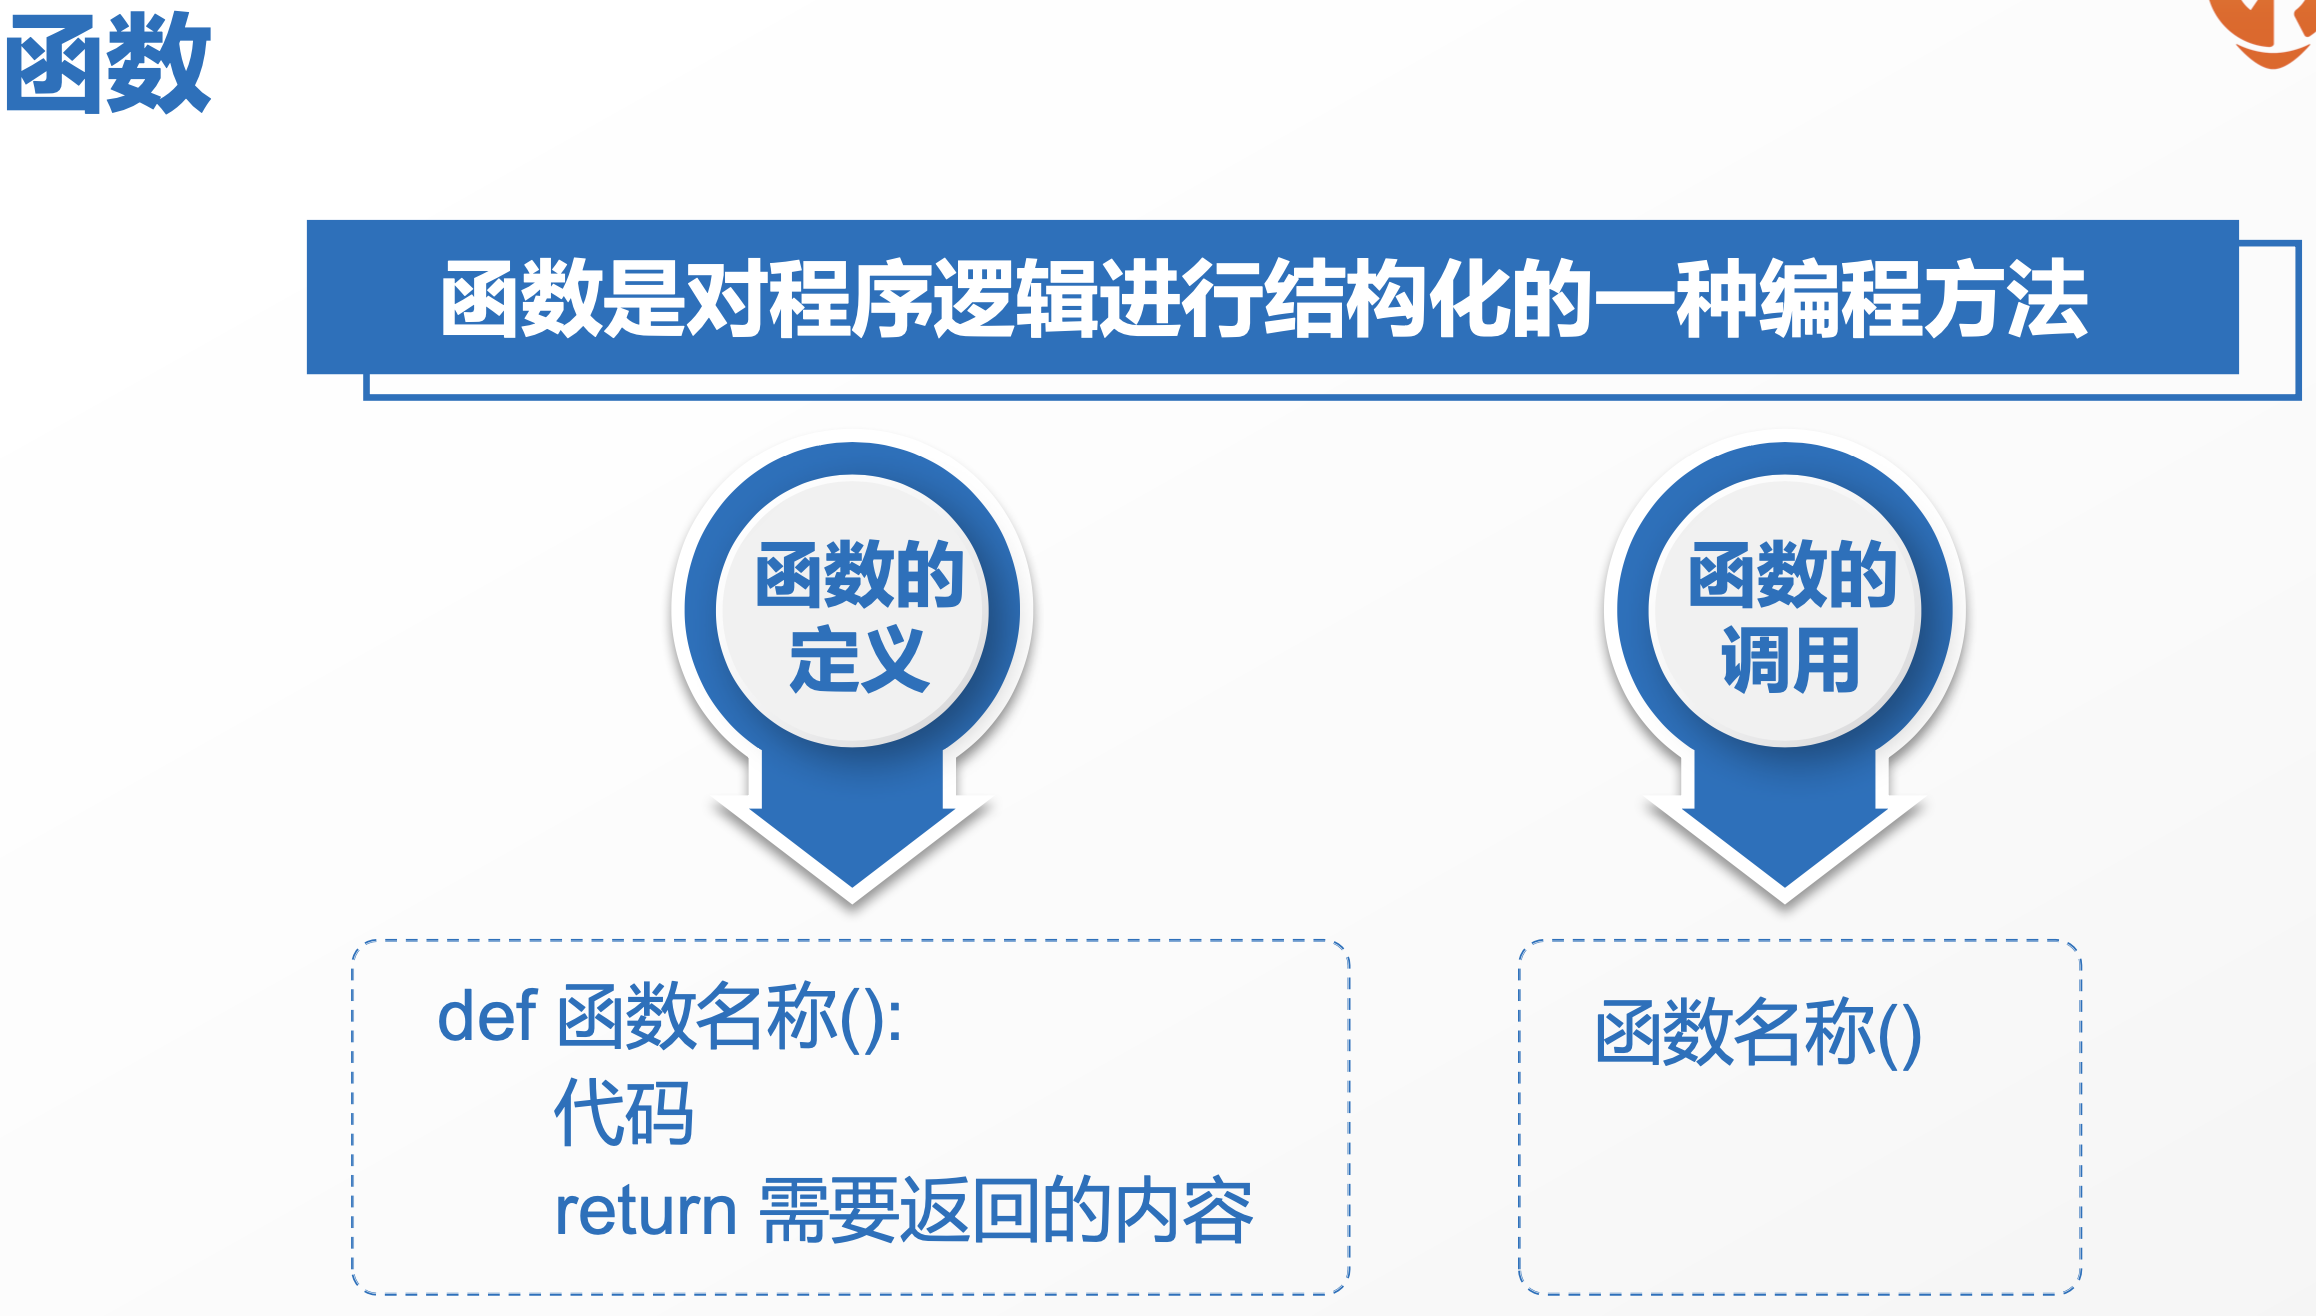 函数
函数是对程序逻辑进行结构化的一种编程方法
函数的
定义
函数的
调用
def 函数名称():
代码
return 需要返回的内容
函数名称()